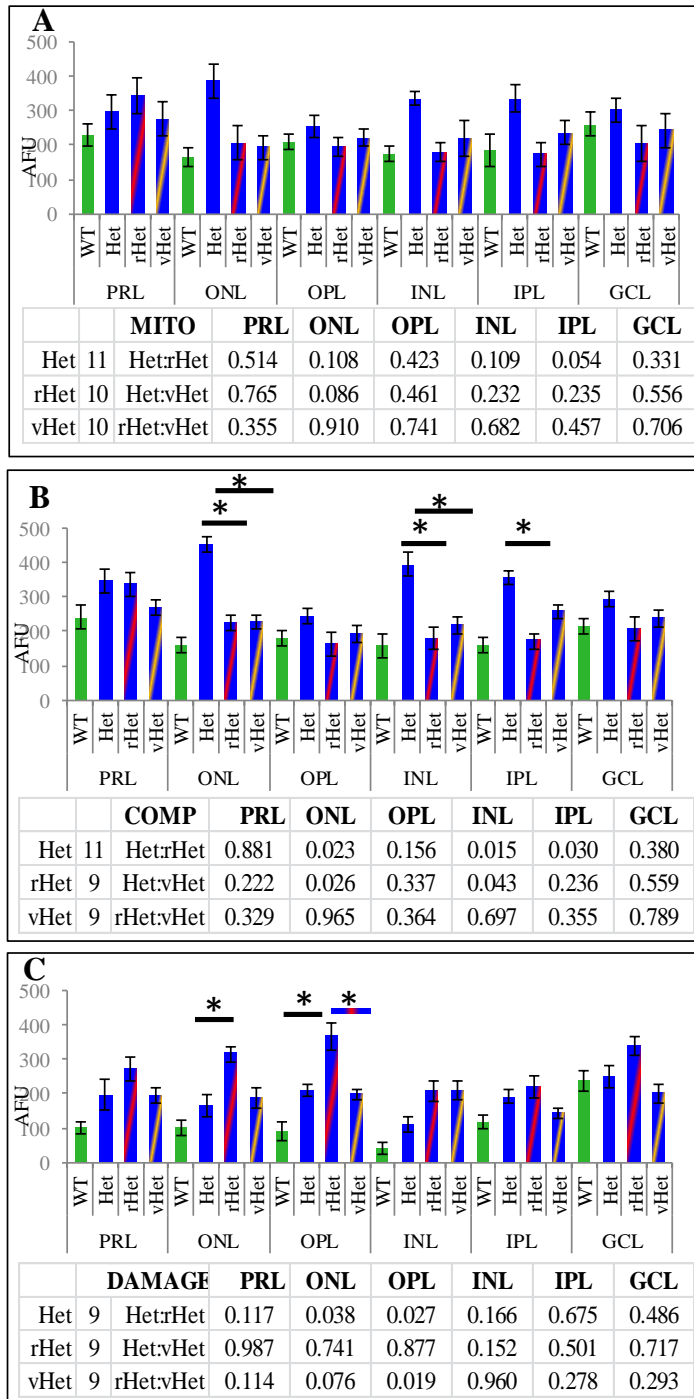 A
500
400
300
200
100
0
AFU
WT Het rHet vHet WT Het rHet vHet WT Het rHet vHet WT Het rHet vHet WT Het rHet vHet WT Het rHet vHet
PRL ONL OPL INL IPL GCL
MITO PRL ONL OPL INL IPL GCL
Het 11 Het:rHet 0.514 0.108 0.423 0.109 0.054 0.331
rHet 10 Het:vHet 0.765 0.086 0.461 0.232 0.235 0.556
vHet 10 rHet:vHet 0.355 0.910 0.741 0.682 0.457 0.706
B
* *
* * *
500
400
300
200
100
0
AFU
WT Het rHet vHet WT Het rHet vHet WT Het rHet vHet WT Het rHet vHet WT Het rHet vHet WT Het rHet vHet
PRL ONL OPL INL IPL GCL
COMP PRL ONL OPL INL IPL GCL
Het 11 Het:rHet 0.881 0.023 0.156 0.015 0.030 0.380
rHet 9 Het:vHet 0.222 0.026 0.337 0.043 0.236 0.559
vHet 9 rHet:vHet 0.329 0.965 0.364 0.697 0.355 0.789
C
* * *
500
400
300
200
100
0
AFU
WT Het rHet vHet WT Het rHet vHet WT Het rHet vHet WT Het rHet vHet WT Het rHet vHet WT Het rHet vHet
PRL ONL OPL INL IPL GCL
DAMAGE PRL ONL OPL INL IPL GCL
Het 9 Het:rHet 0.117 0.038 0.027 0.166 0.675 0.486
rHet 9 Het:vHet 0.987 0.741 0.877 0.152 0.501 0.717
vHet 9 rHet:vHet 0.114 0.076 0.019 0.960 0.278 0.293